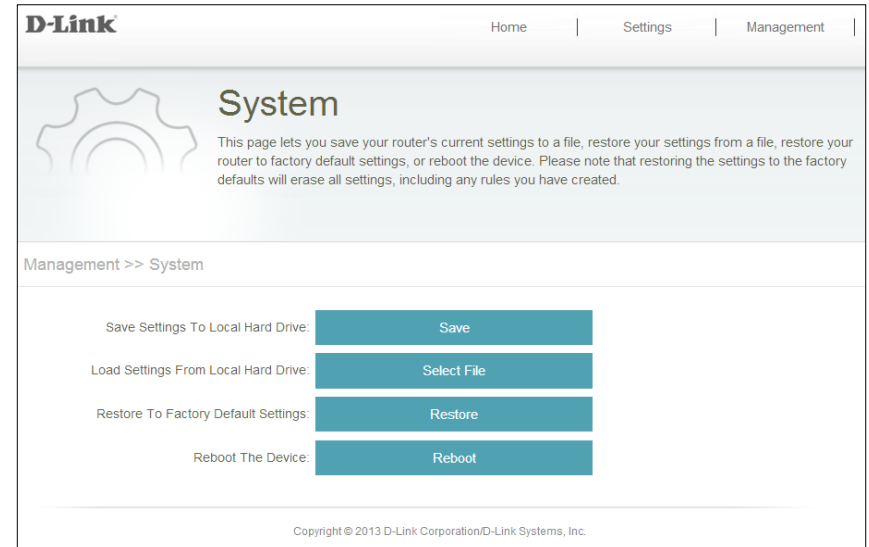 D-Link
Home | Settings | Management |
System
This page lets you save your router's current settings to a file, restore your settings from a file, restore your
router to factory default settings, or reboot the device. Please note that restoring the settings to the factory
defaults will erase all settings, including any rules you have created.
Management >> System
Save Settings To Local Hard Drive: Save
Load Settings From Local Hard Drive: Select File
Restore To Factory Default Settings: Restore
Reboot The Device: Reboot
Copyright © 2013 D-Link Corporation/D-Link Systems, Inc.